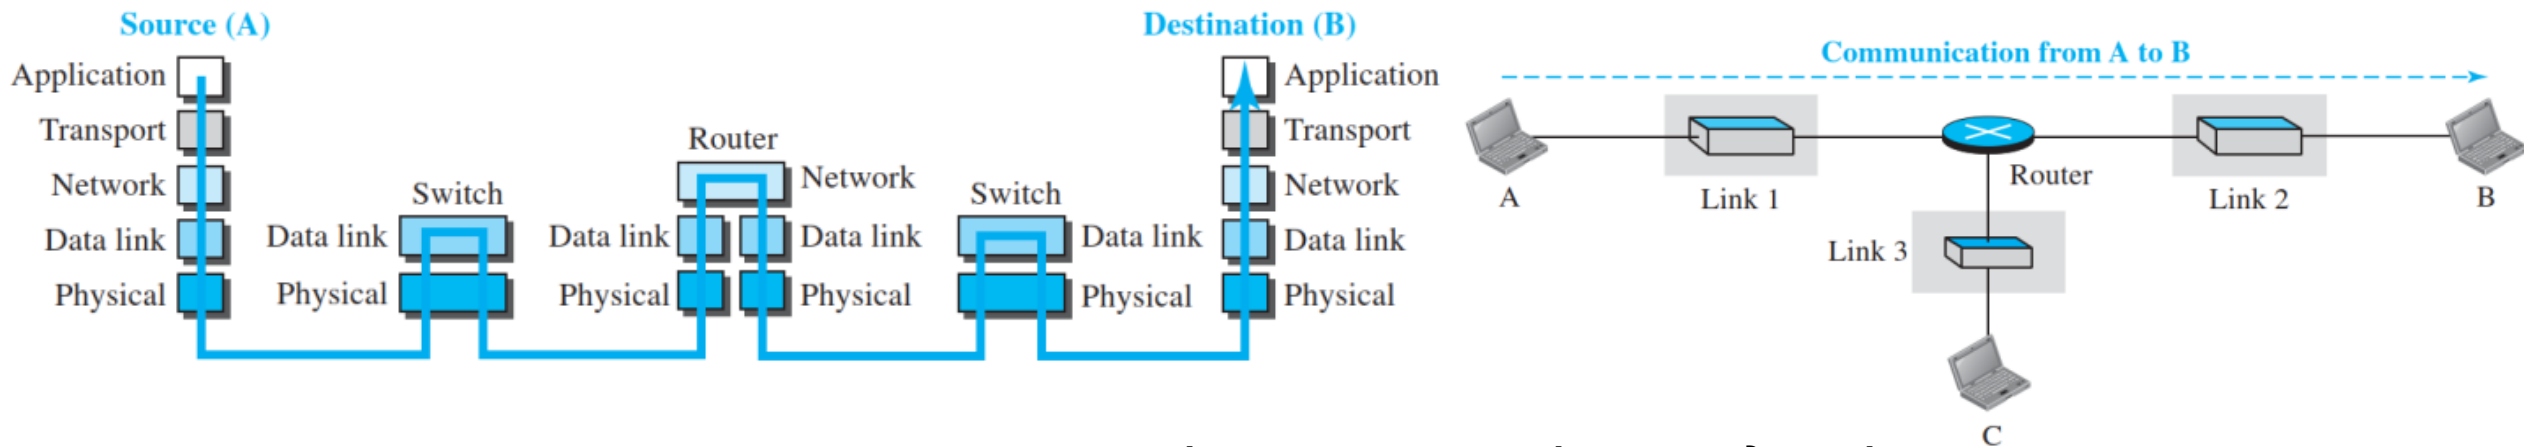 Source (A)
Application
Transport
Network
Data link
Physical
Switch
Data link
Physical
Router
Network
Data link
Data link
Physical
Physical
Switch
Data link
Physical
Destination (B)
Application
Transport
Network
Data link
Physical
Communication from A to B
A
Link 1
Router
Link 2
B
Link 3
C